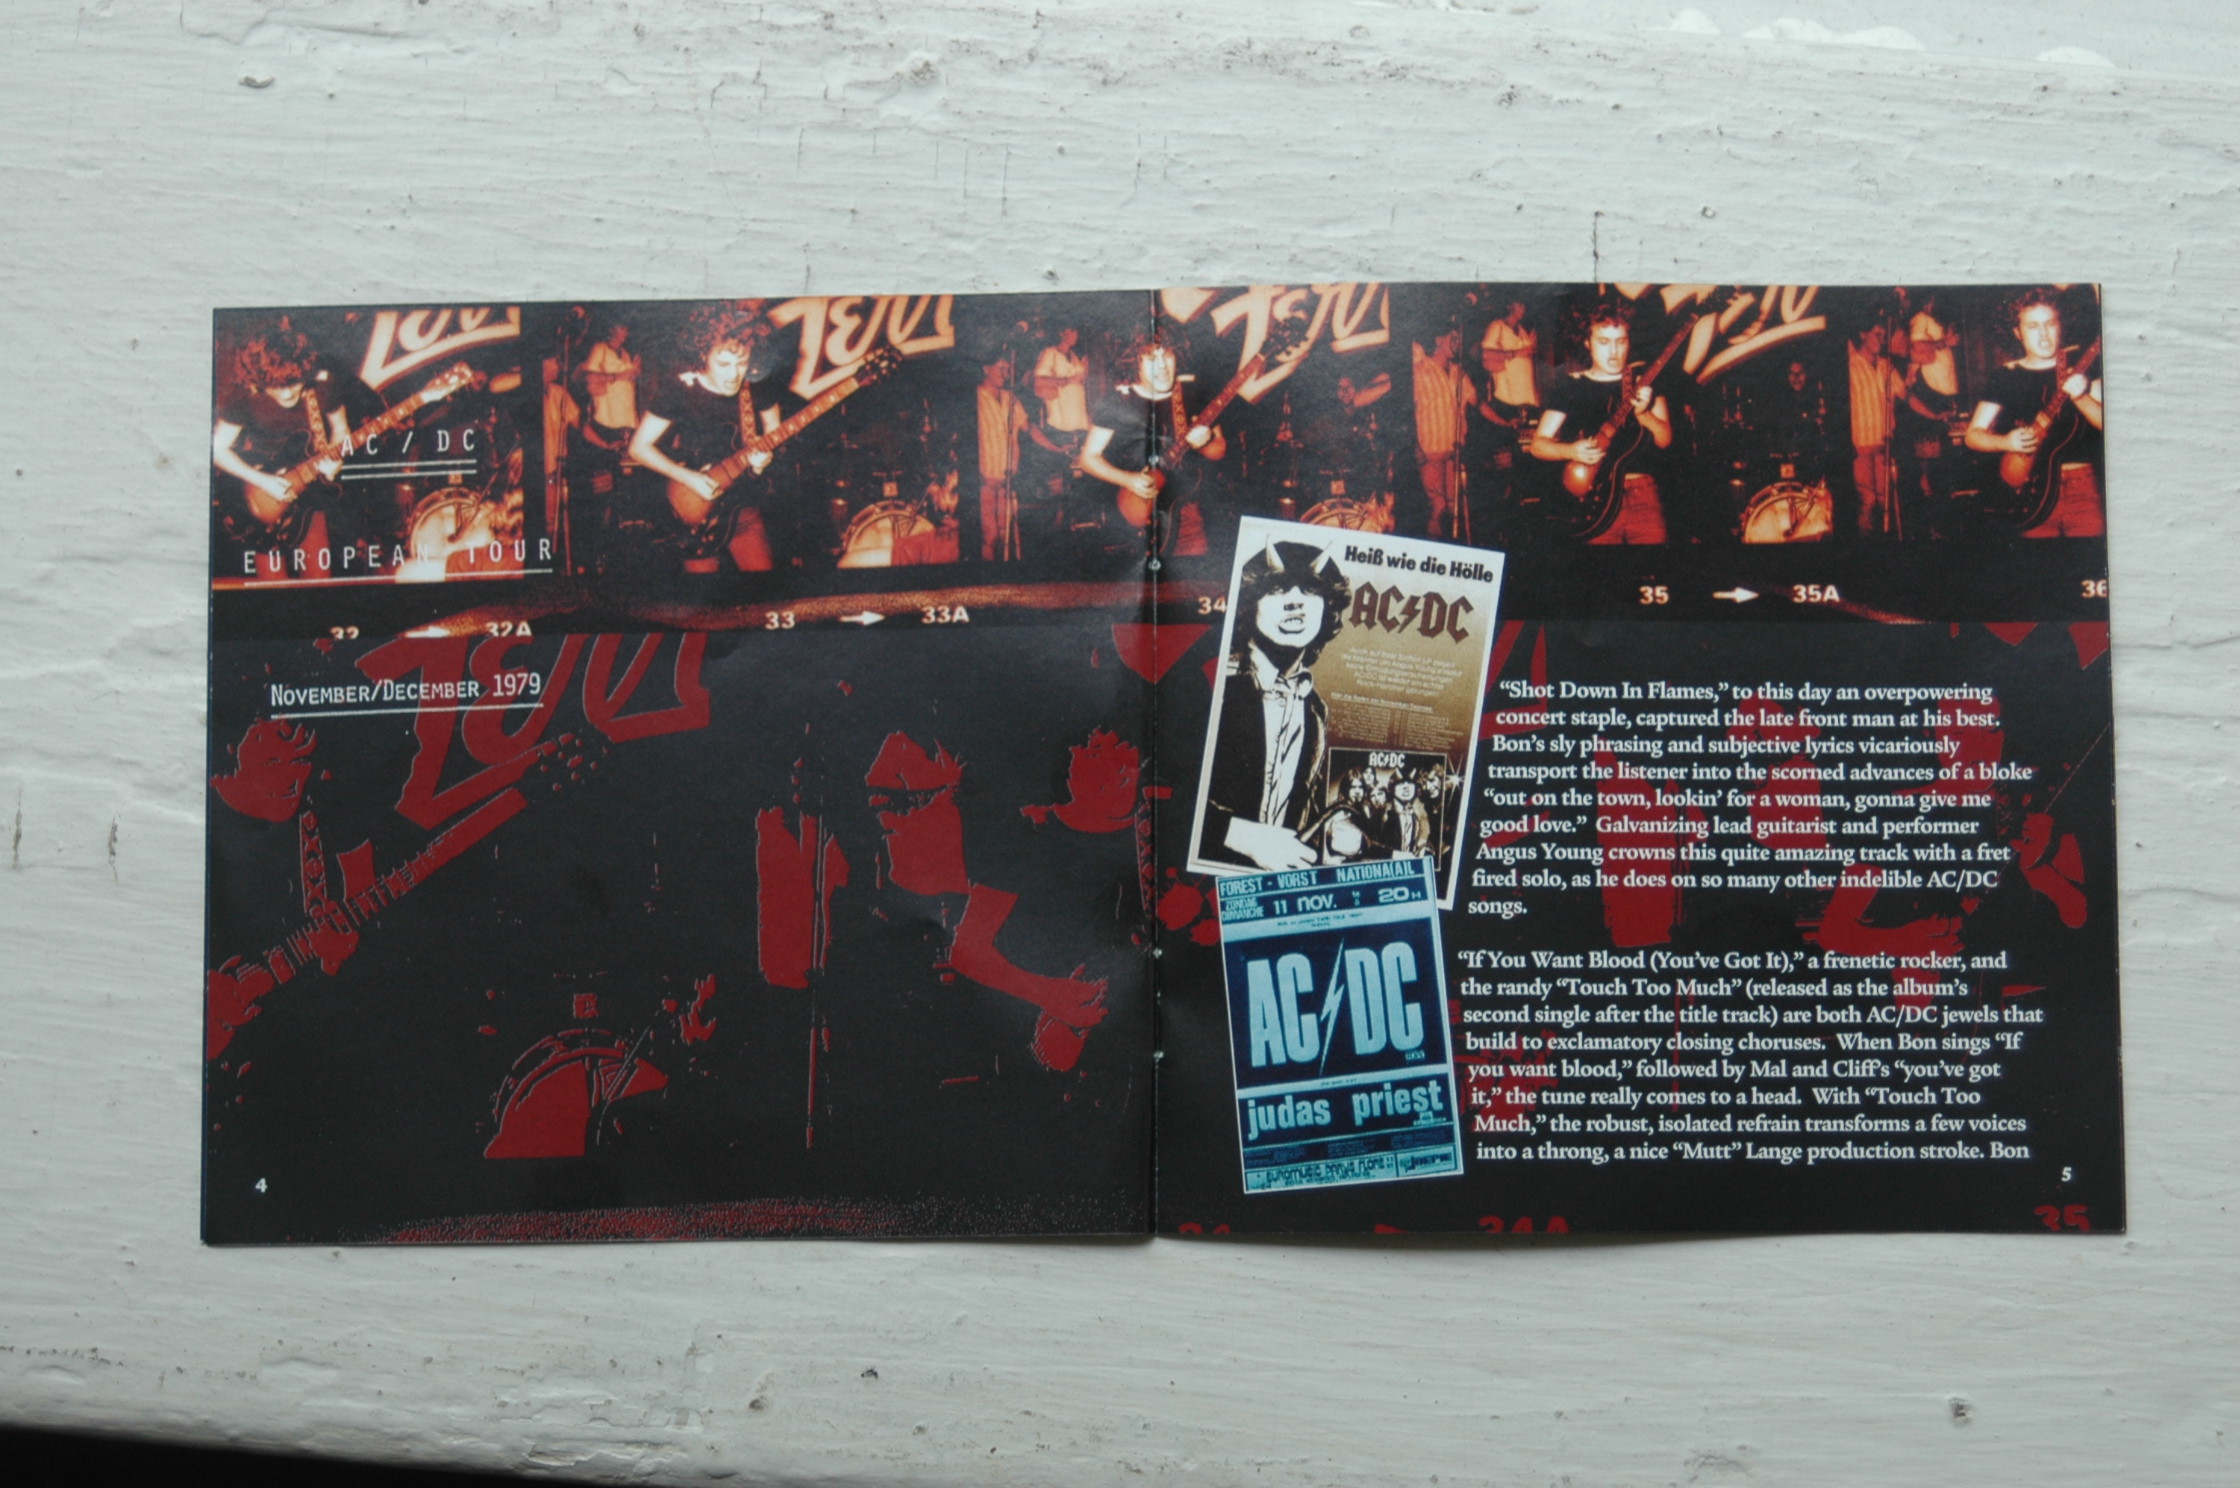 AC / DC
EUROPEAN TOUR
32 32A
33 33A
34
35 35A
36
NOVEMBER/DECEMBER 1979
4
Heiß wie die Hölle
AC DC
AC DC
FOREST - VORST NATIONA(A)L
ZONDAG
DIMANCHE 11 NOV. 20H
AC/DC
judas priest
"Shot Down In Flames," to this day an overpowering
concert staple, captured the late front man at his best.
Bon's sly phrasing and subjective lyrics vicariously
transport the listener into the scorned advances of a bloke
"out on the town, lookin' for a woman, gonna give me
good love." Galvanizing lead guitarist and performer
Angus Young crowns this quite amazing track with a fret
fired solo, as he does on so many other indelible AC/DC
songs.
"If You Want Blood (You've Got It)," a frenetic rocker, and
the randy "Touch Too Much" (released as the album's
second single after the title track) are both AC/DC jewels that
build to exclamatory closing choruses. When Bon sings "If
you want blood," followed by Mal and Cliff's "you've got
it," the tune really comes to a head. With "Touch Too
Much," the robust, isolated refrain transforms a few voices
into a throng, a nice "Mutt" Lange production stroke. Bon
5
34A
35